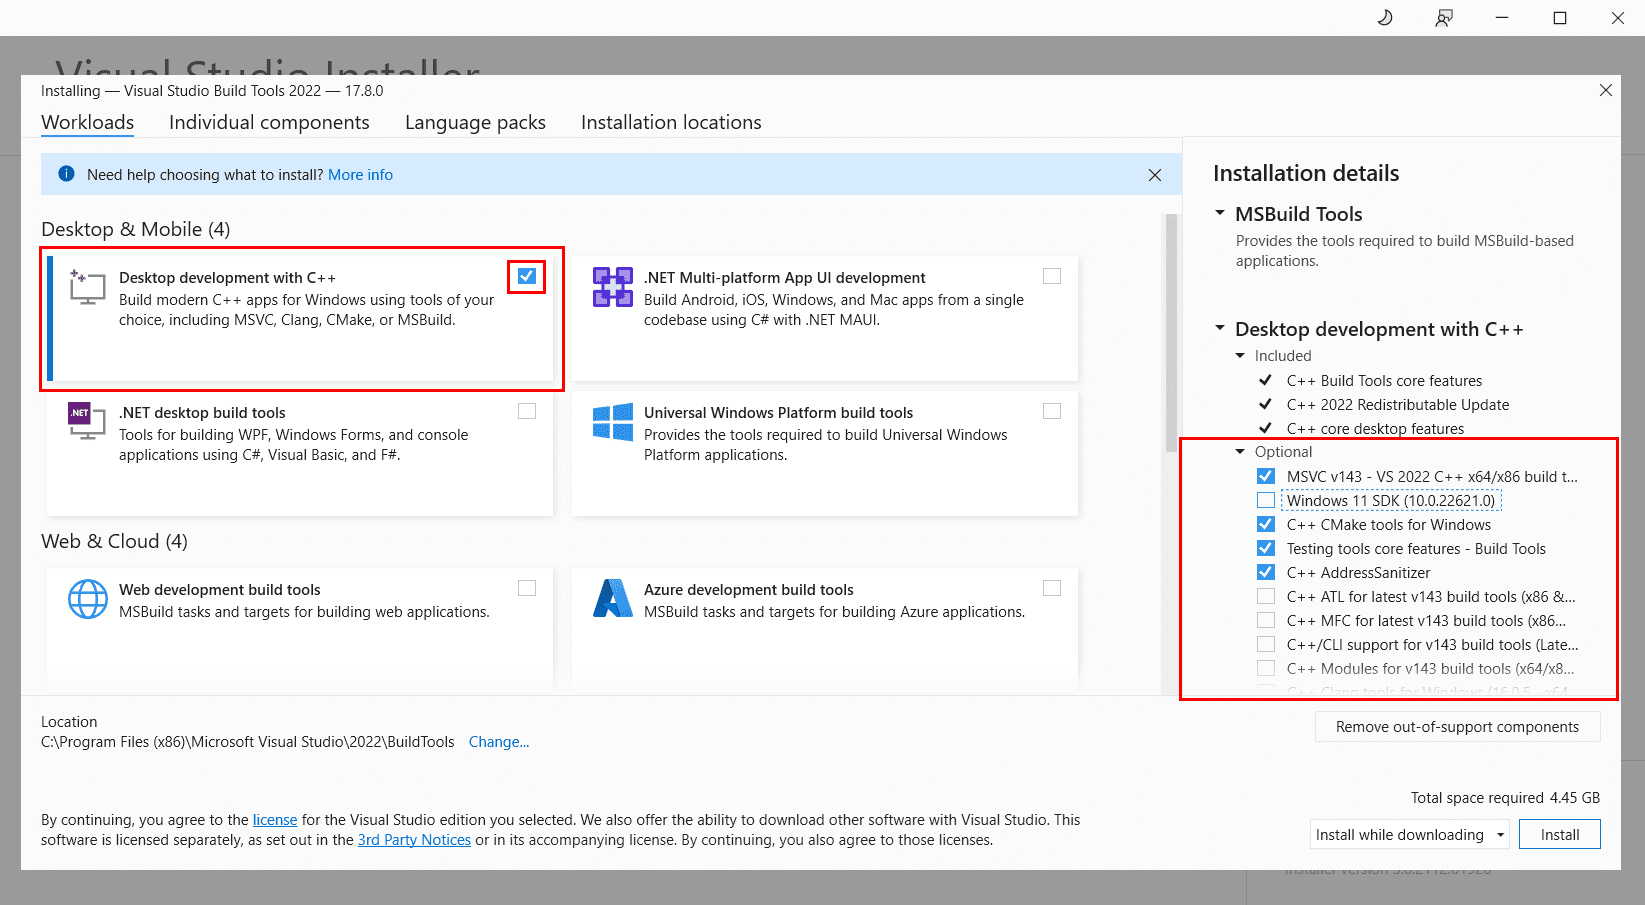 Visual Studio Installer
Installing — Visual Studio Build Tools 2022 — 17.8.0
Workloads
Individual components
Language packs
Installation locations
Need help choosing what to install? More info
Desktop & Mobile (4)
Desktop development with C++
Build modern C++ apps for Windows using tools of your
choice, including MSVC, Clang, CMake, or MSBuild.
.NET Multi-platform App UI development
Build Android, iOS, Windows, and Mac apps from a single
codebase using C# with .NET MAUI.
.NET
.NET desktop build tools
Tools for building WPF, Windows Forms, and console
applications using C#, Visual Basic, and F#.
Universal Windows Platform build tools
Provides the tools required to build Universal Windows
Platform applications.
Web & Cloud (4)
Web development build tools
MSBuild tasks and targets for building web applications.
Azure development build tools
MSBuild tasks and targets for building Azure applications.
Installation details
MSBuild Tools
Provides the tools required to build MSBuild-based
applications.
Desktop development with C++
Included
C++ Build Tools core features
C++ 2022 Redistributable Update
C++ core desktop features
Optional
MSVC v143 - VS 2022 C++ x64/x86 build t...
Windows 11 SDK (10.0.22621.0)
C++ CMake tools for Windows
Testing tools core features - Build Tools
C++ AddressSanitizer
C++ ATL for latest v143 build tools (x86 &...
C++ MFC for latest v143 build tools (x86...
C++/CLI support for v143 build tools (Late...
C++ Modules for v143 build tools (x64/x8...
C++ Clang tools for Windows (16.0.5 - x64
Location
C:\Program Files (x86)\Microsoft Visual Studio\2022\BuildTools Change...
Remove out-of-support components
Total space required 4.45 GB
By continuing, you agree to the license for the Visual Studio edition you selected. We also offer the ability to download other software with Visual Studio. This
software is licensed separately, as set out in the 3rd Party Notices or in its accompanying license. By continuing, you also agree to those licenses.
Install while downloading
Install